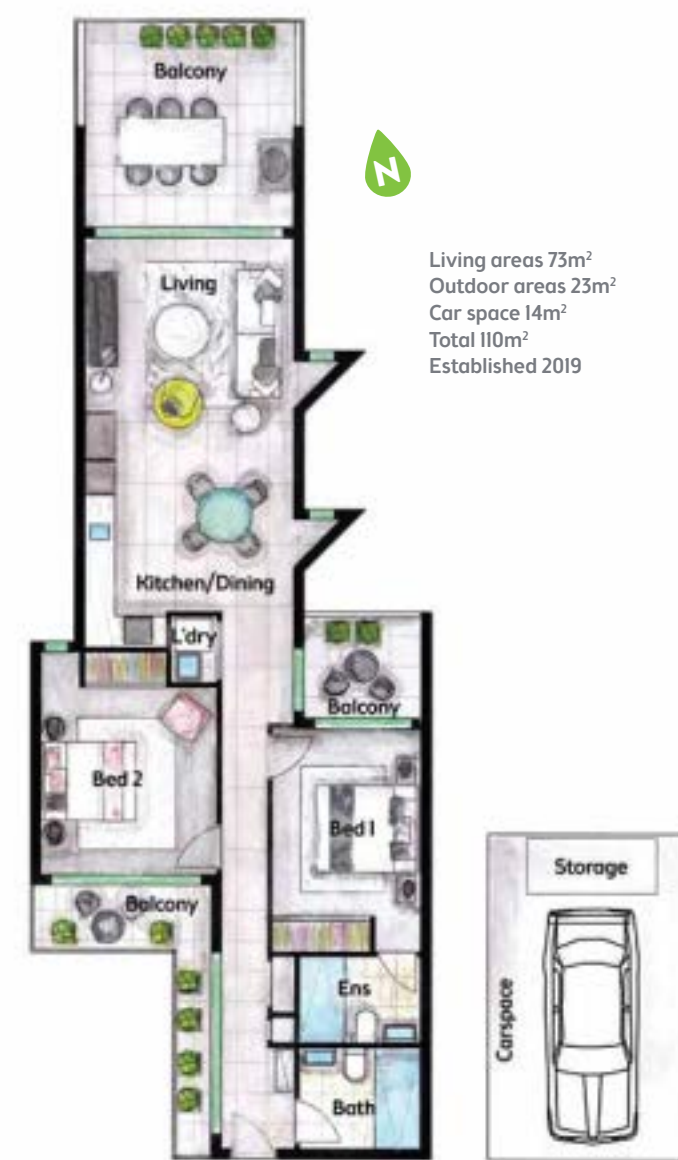 Balcony
N
Living areas 73m²
Outdoor areas 23m²
Car space 14m²
Total 110m²
Established 2019
Living
Kitchen/Dining
L'dry
Balcony
Bed 2
Bed 1
Balcony
Storage
Carspace
Ens
Bath